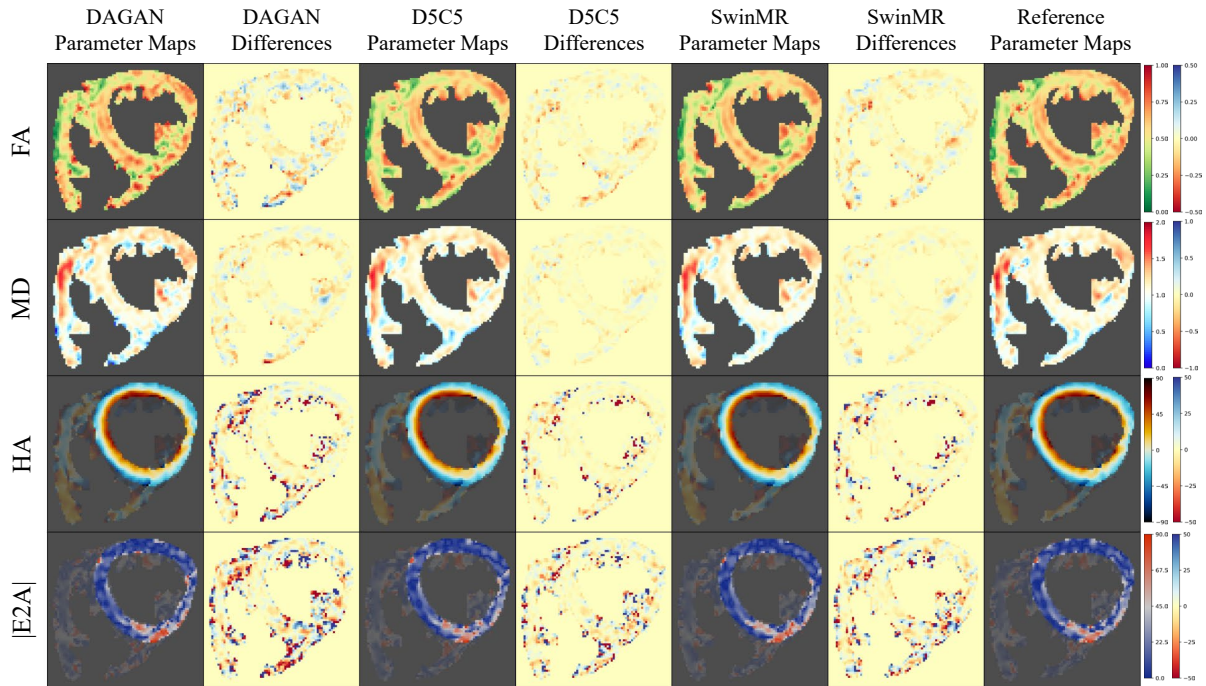 DAGAN
Parameter Maps
DAGAN
Differences
D5C5
Parameter Maps
D5C5
Differences
SwinMR
Parameter Maps
SwinMR
Differences
Reference
Parameter Maps
FA
1.00
0.75
0.50
0.25
0.00
0.50
0.25
0.00
−0.25
−0.50
MD
2.0
1.5
1.0
0.5
0.0
1.0
0.5
0.0
−0.5
−1.0
HA
90
45
0
−45
−90
50
25
0
−25
−50
|E2A|
90.0
67.5
45.0
22.5
0.0
50
25
0
−25
−50